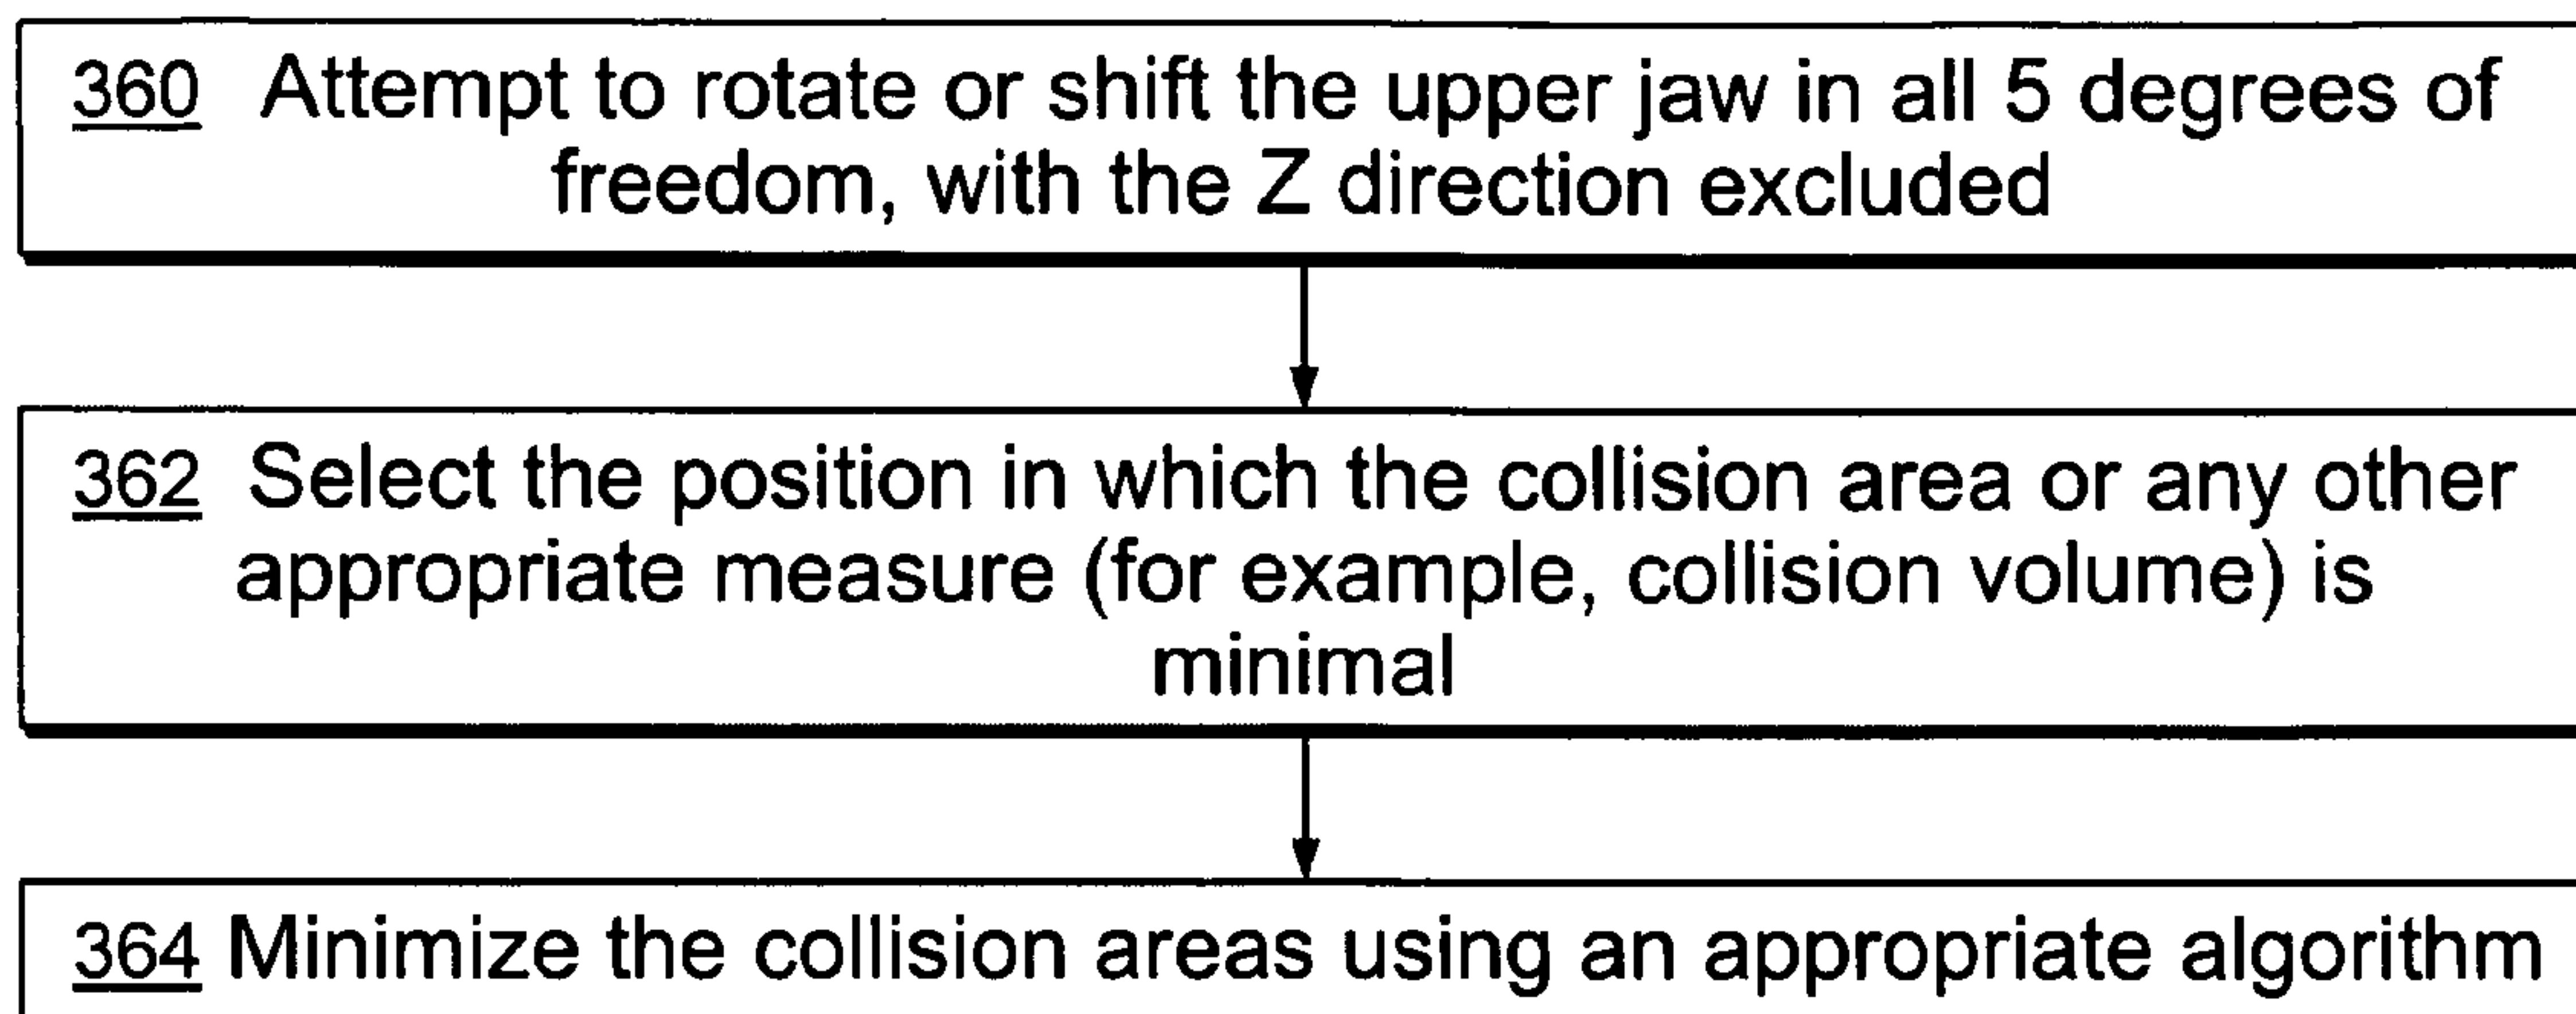 360 Attempt to rotate or shift the upper jaw in all 5 degrees of
freedom, with the Z direction excluded
362 Select the position in which the collision area or any other
appropriate measure (for example, collision volume) is
minimal
364 Minimize the collision areas using an appropriate algorithm